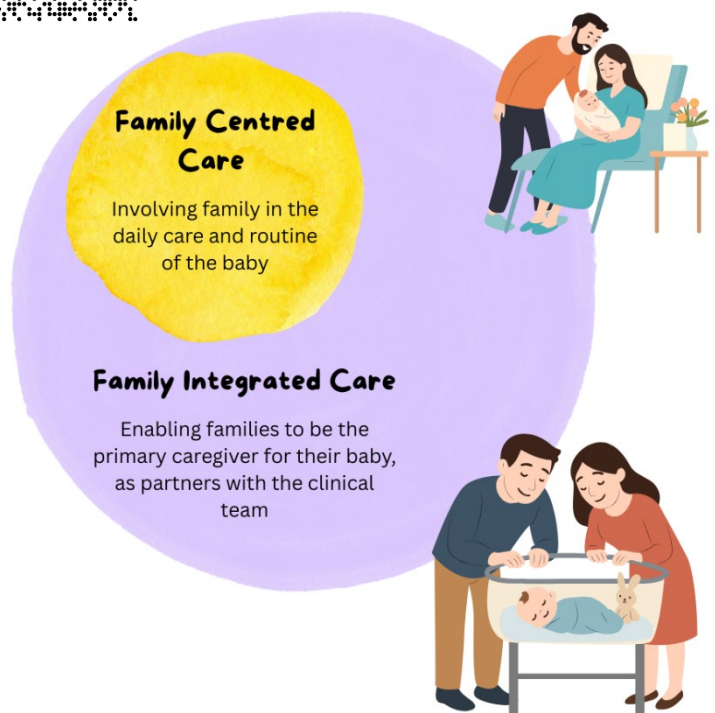 Family Centred
Care
Involving family in the
daily care and routine
of the baby
Family Integrated Care
Enabling families to be the
primary caregiver for their baby,
as partners with the clinical
team